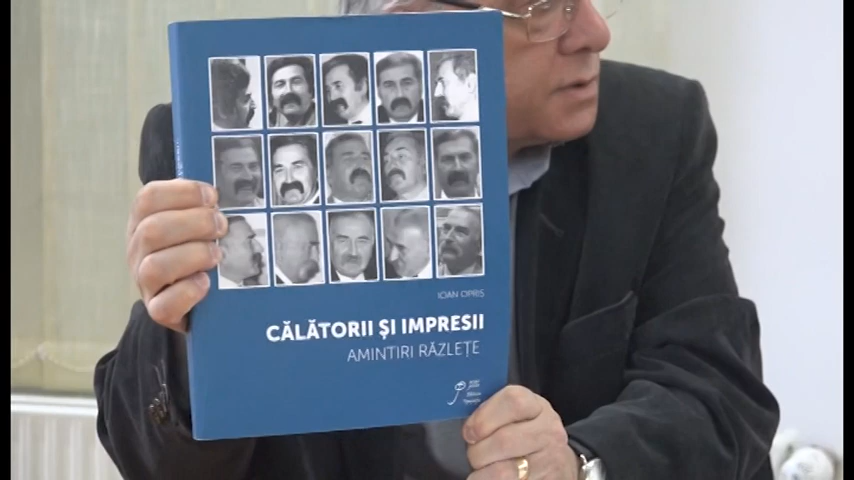 IOAN OPRIȘ
CĂLĂTORII ȘI IMPRESII
AMINTIRI RĂZLEȚE